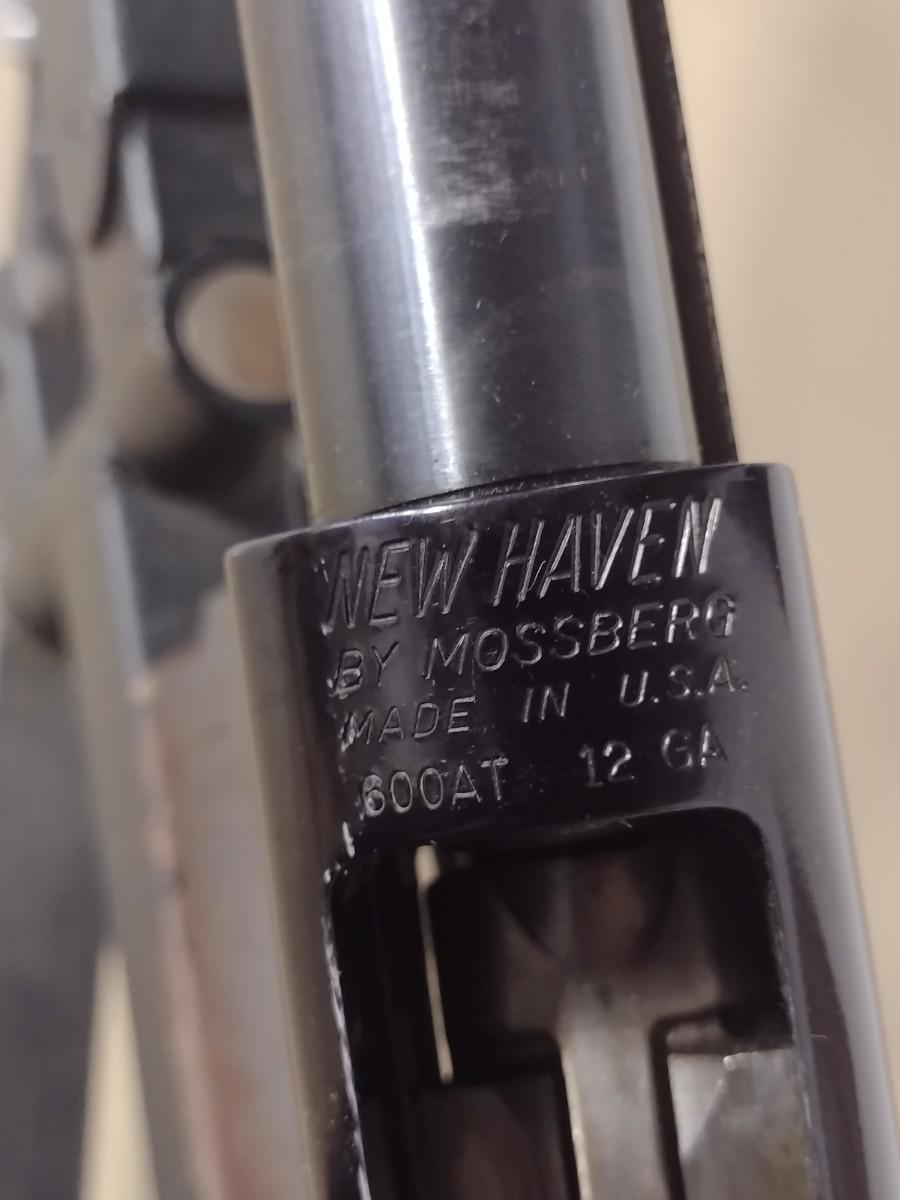 NEW HAVEN
BY MOSSBERG
MADE IN U.S.A.
600AT 12 GA